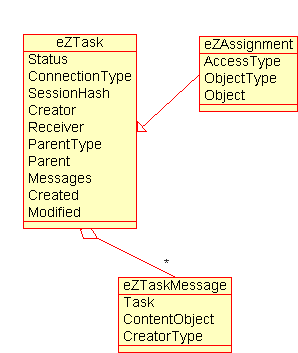 eZTask
Status
ConnectionType
SessionHash
Creator
Receiver
ParentType
Parent
Messages
Created
Modified
eZAssignment
AccessType
ObjectType
Object
*
eZTaskMessage
Task
ContentObject
CreatorType